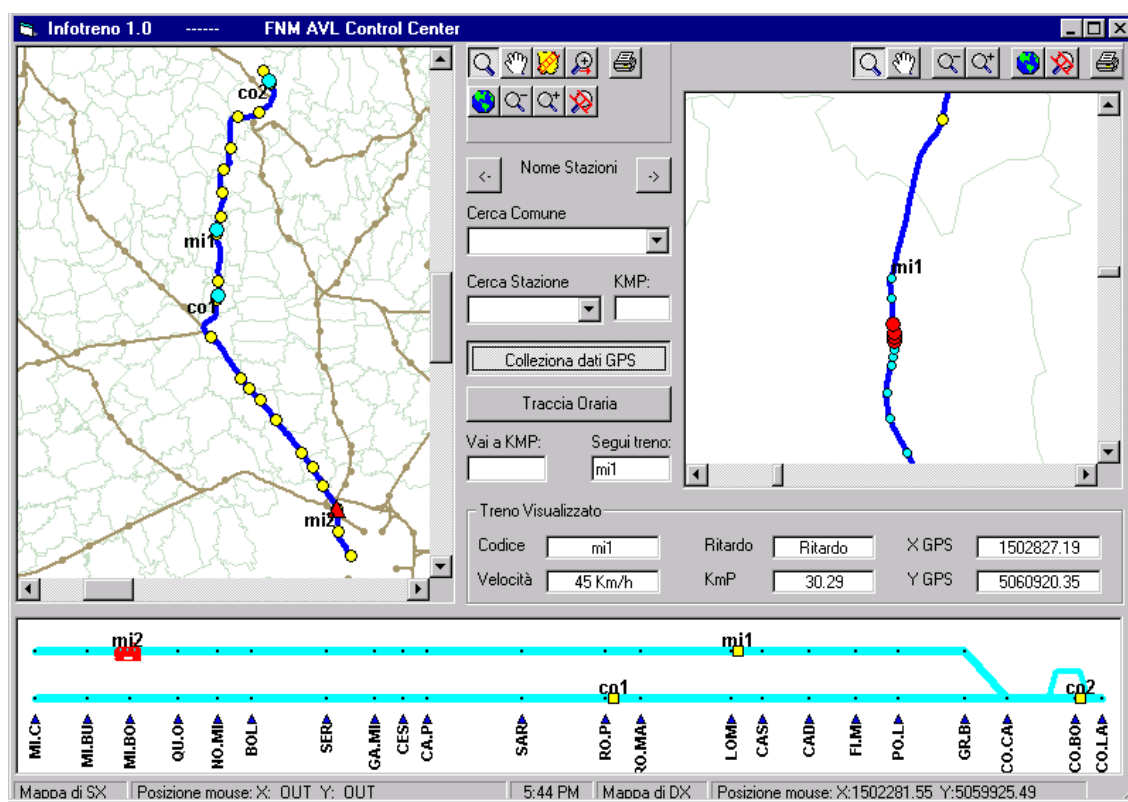 Infotreno 1.0 ------ FNM AVL Control Center
co2
mi1
co1
mi2
<- Nome Stazioni ->
Cerca Comune
Cerca Stazione KMP:
Colleziona dati GPS
Traccia Oraria
Vai a KMP: Segui treno:
mi1
mi1
Treno Visualizzato
Codice mi1 Ritardo Ritardo X GPS 1502827.19
Velocità 45 Km/h KmP 30.29 Y GPS 5060920.35
mi2 mi1
co1 co2
MI.C MI.BU MI.BO QU.O NO.MI BOL SER GA.MI CES CA.P SAR RO.P RO.MA LOM CAS CAD FI.M PO.L GR.B CO.CA CO.BO CO.LA
Mappa di SX Posizione mouse: X: OUT Y: OUT 5:44 PM Mappa di DX Posizione mouse: X:1502281.55 Y:5059925.49